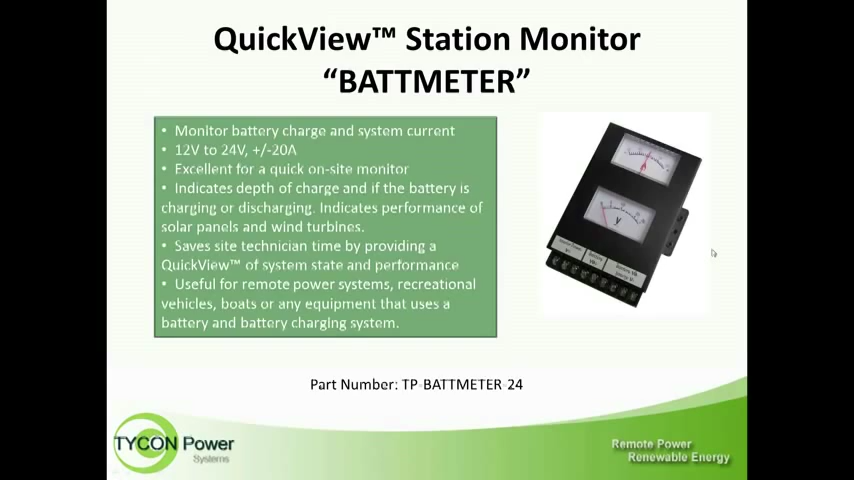 QuickView™ Station Monitor
“BATTMETER”
• Monitor battery charge and system current
• 12V to 24V, +/-20A
• Excellent for a quick on-site monitor
• Indicates depth of charge and if the battery is
charging or discharging. Indicates performance of
solar panels and wind turbines.
• Saves site technician time by providing a
QuickView™ of system state and performance
• Useful for remote power systems, recreational
vehicles, boats or any equipment that uses a
battery and battery charging system.
V
Part Number: TP-BATTMETER-24
TYCON Power
Systems
Remote Power
Renewable Energy